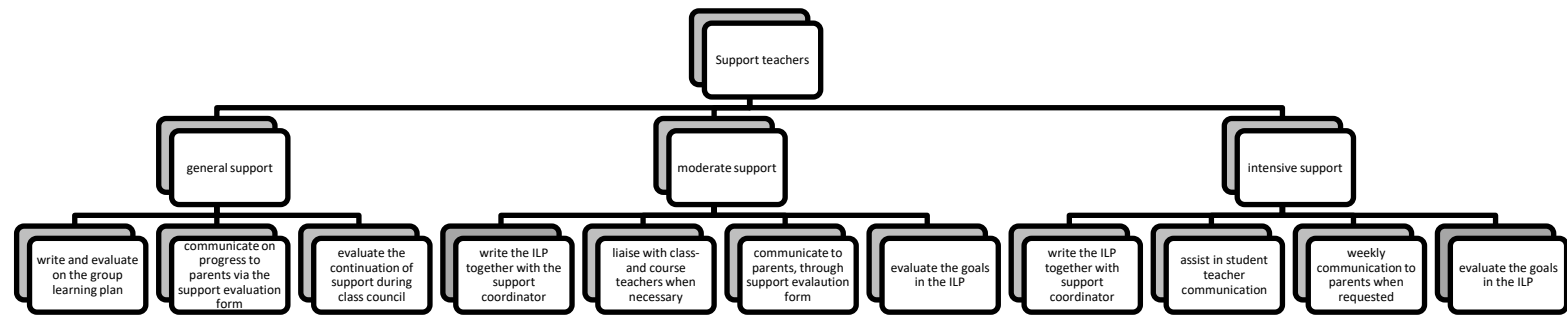 Support teachers
general support
moderate support
intensive support
write and evaluate
on the group
learning plan
communicate on
progress to
parents via the
support evaluation
form
evaluate the
continuation of
support during
class council
write the ILP
together with the
support
coordinator
liaise with class-
and course
teachers when
necessary
communicate to
parents, through
support evalaution
form
evaluate the goals
in the ILP
write the ILP
together with
support
coordinator
assist in student
teacher
communication
weekly
communication to
parents when
requested
evaluate the goals
in the ILP